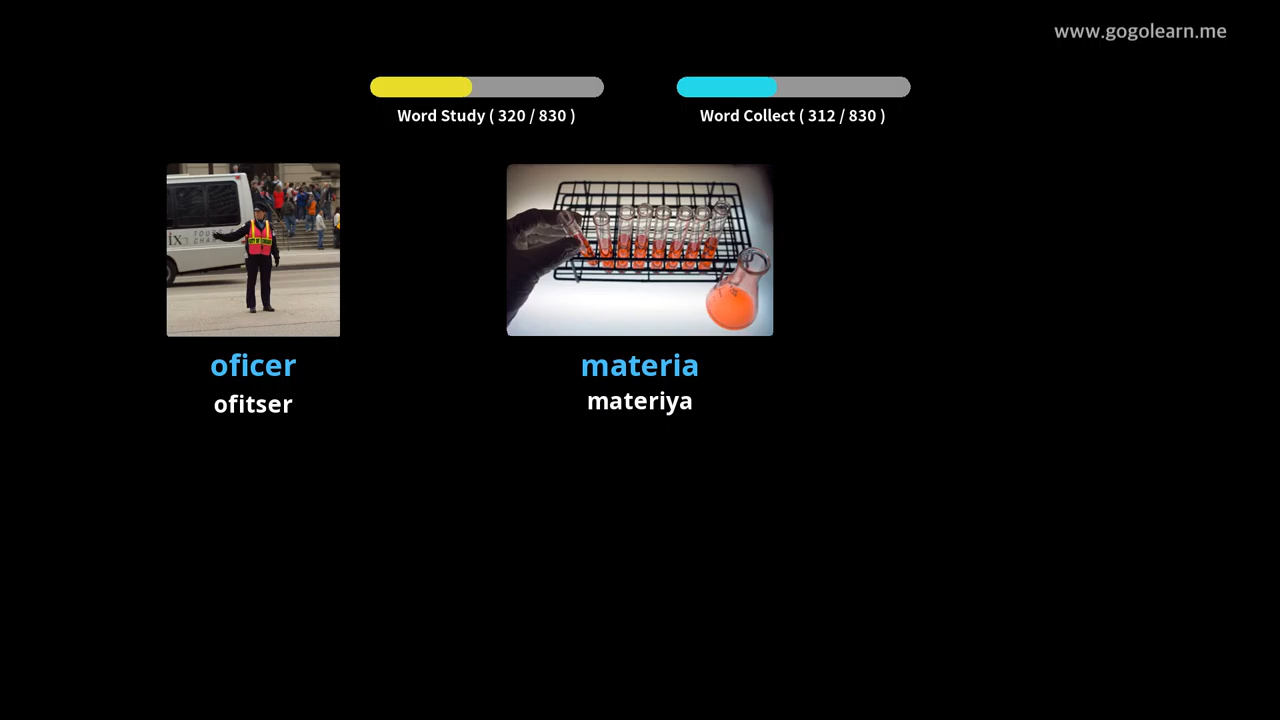 www.gogolearn.me
Word Study ( 320 / 830 )
Word Collect ( 312 / 830 )
oficer
ofitser
materia
materiya